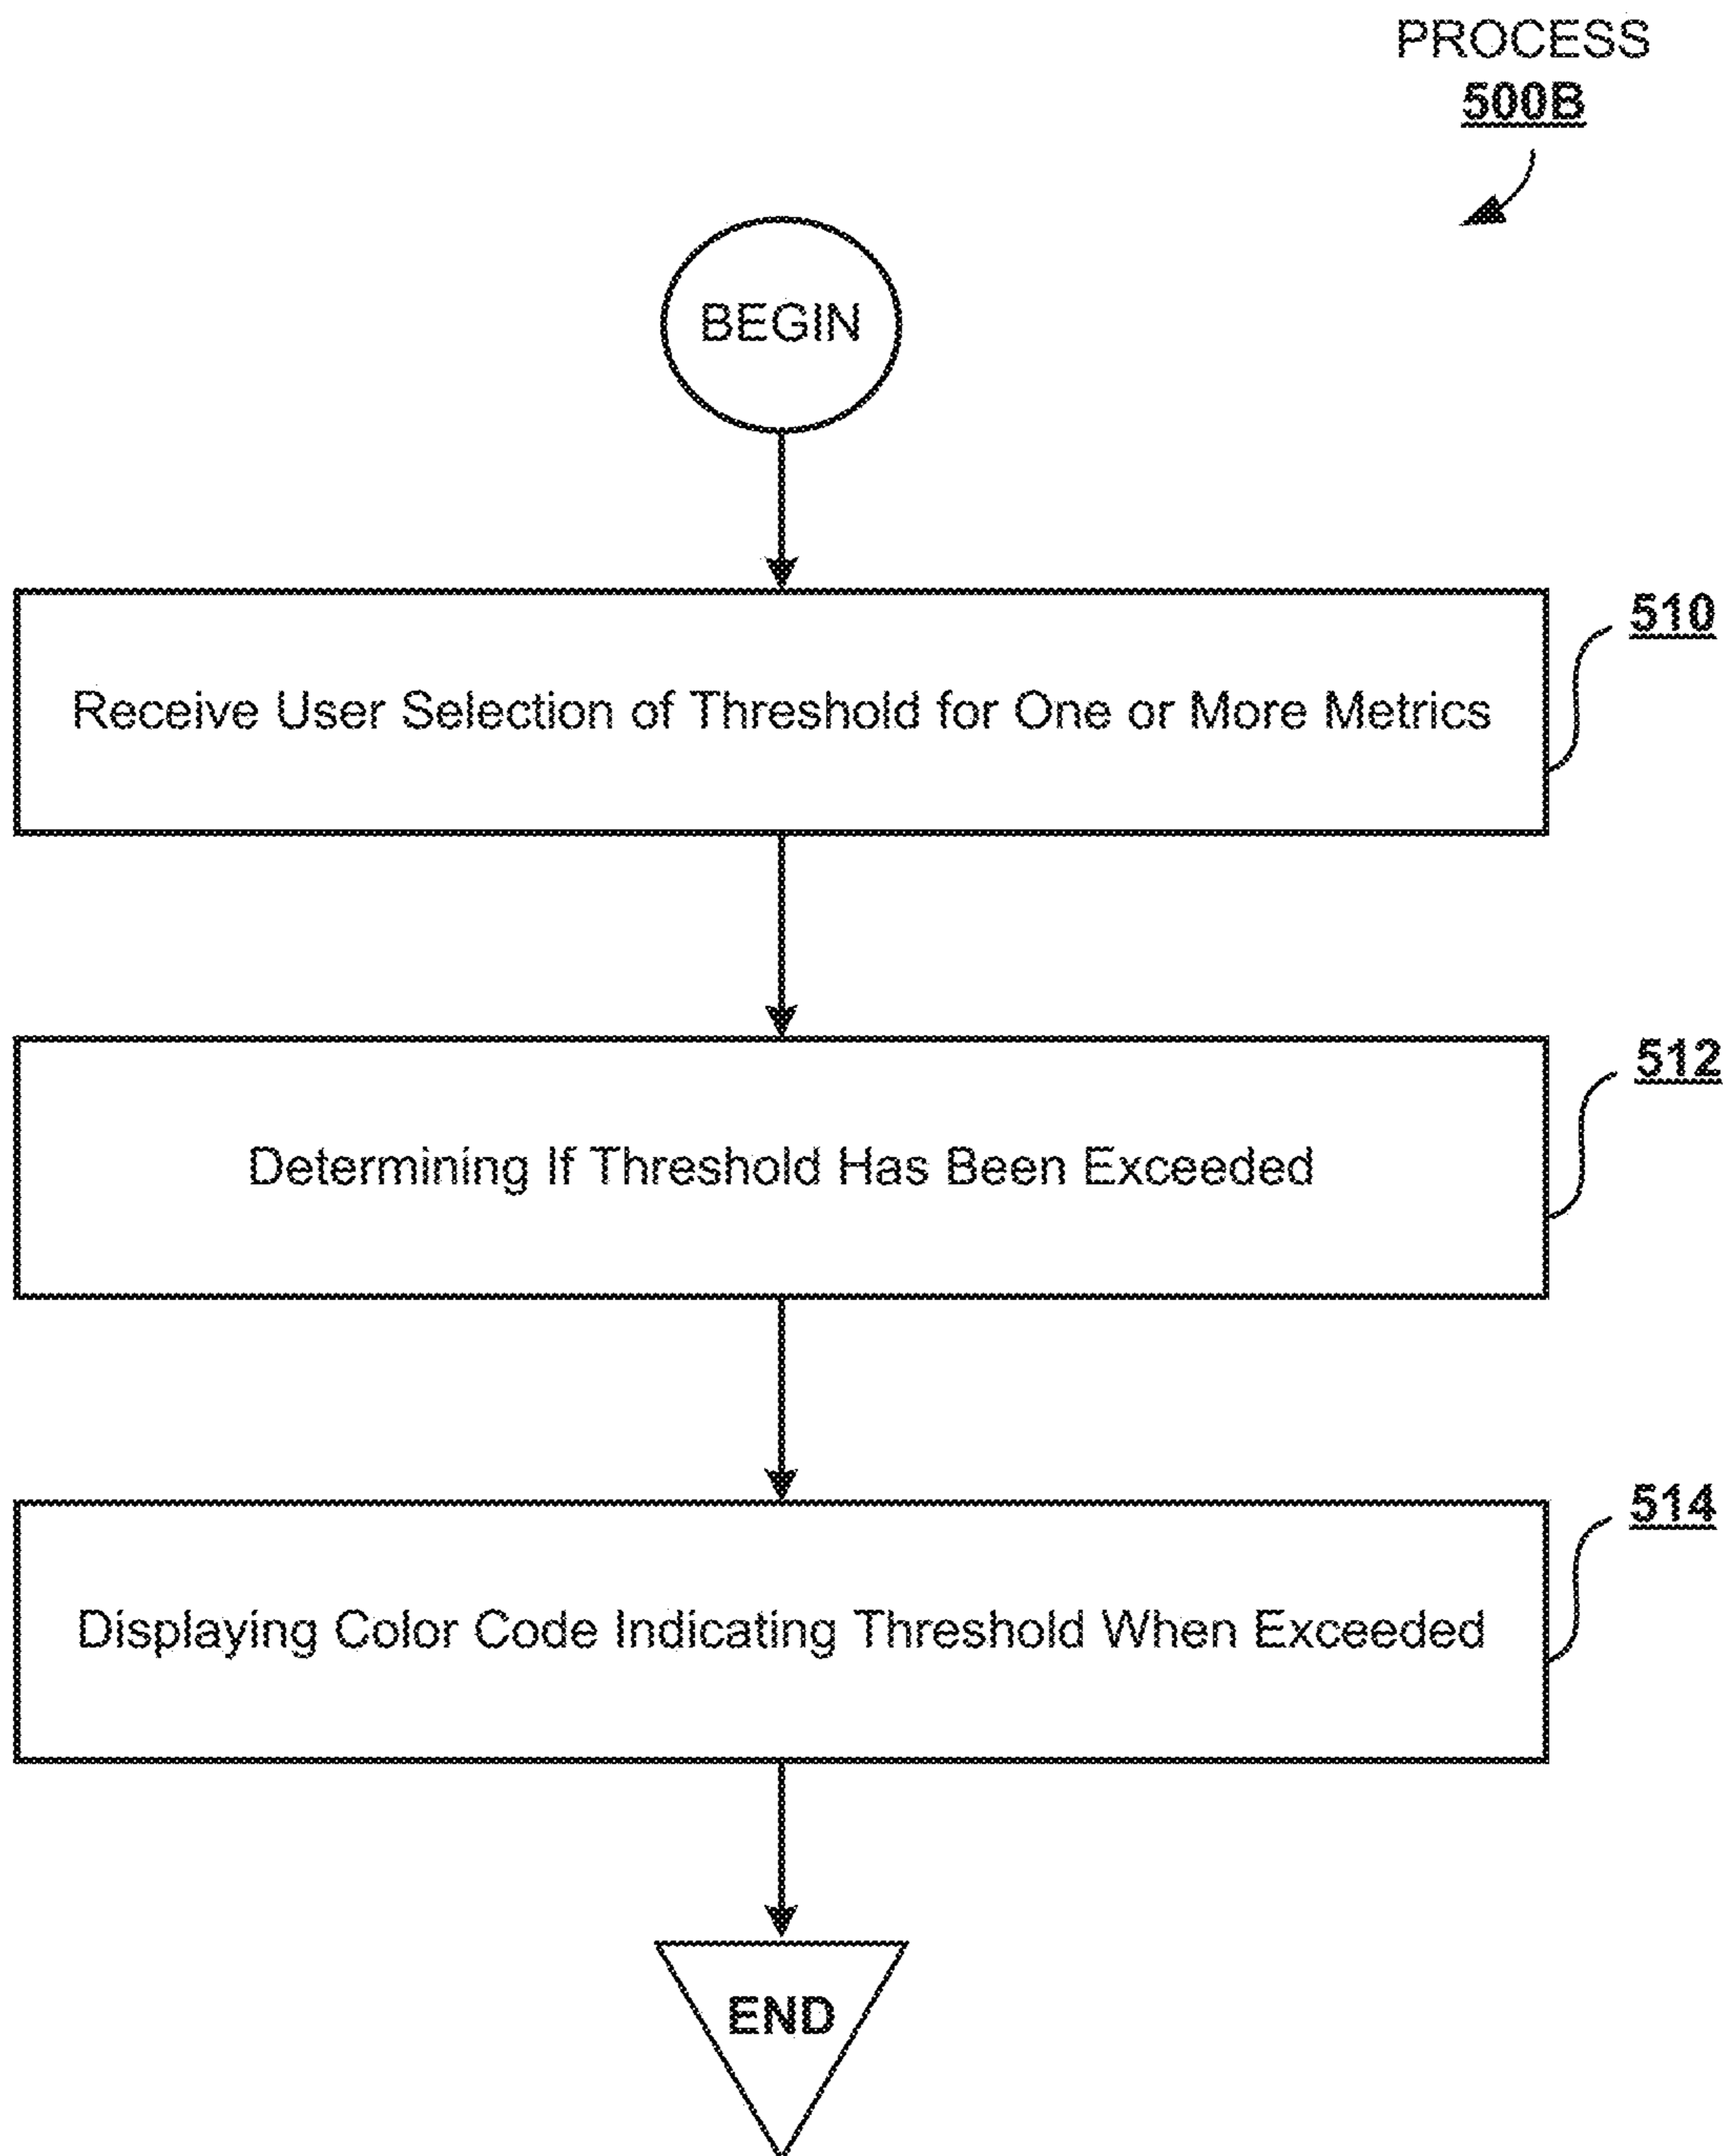 PROCESS
500B
BEGIN
510
Receive User Selection of Threshold for One or More Metrics
512
Determining If Threshold Has Been Exceeded
514
Displaying Color Code Indicating Threshold When Exceeded
END